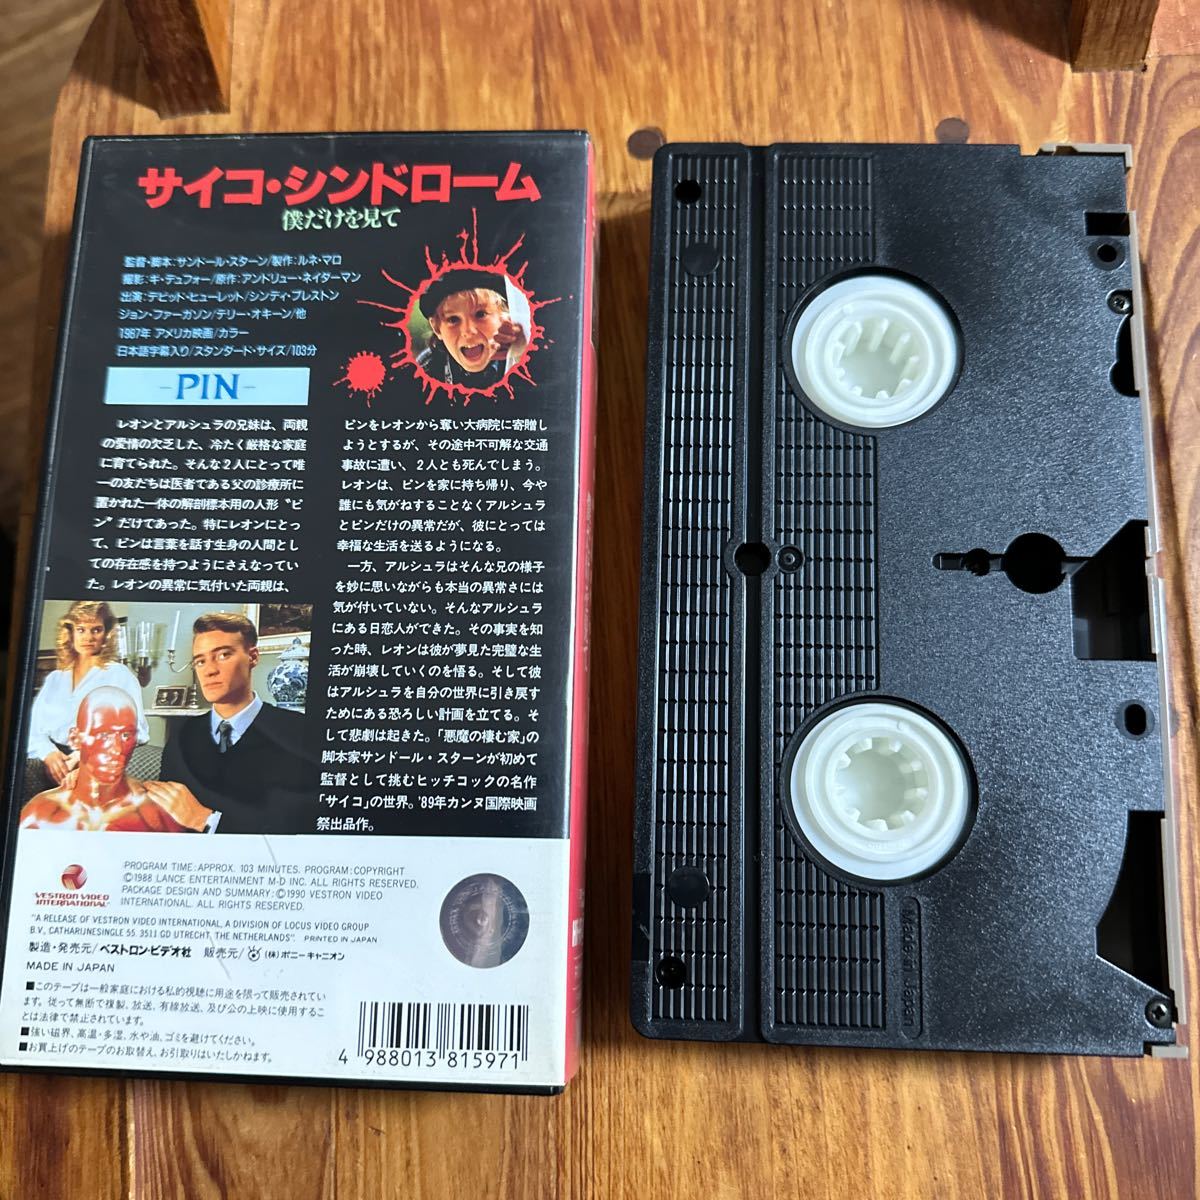 サイコ・シンドローム
僕だけを見て
監督・脚本：サンドール・スターン/製作：ルネ・マロ
撮影：ギ・デュフォー/原作：アンドリュー・ネイダーマン
出演：デビッド・ヒューレット/シンディ・プレストン
ジョン・ファーガソン/テリー・オキーン/他
1987年 アメリカ映画/カラー
日本語字幕入り/スタンダード・サイズ/103分
-PIN-
レオンとアルシュラの兄妹は、両親
の愛情の欠乏した、冷たく厳格な家庭
に育てられた。そんな2人にとって唯
一の友だちは医者である父の診療所に
置かれた一体の解剖標本用の人形〝ピ
ン〟だけであった。特にレオンにとっ
て、ピンは言葉を話す生身の人間とし
ての存在感を持つようにさえなってい
た。レオンの異常に気付いた両親は、
ピンをレオンから奪い大病院に寄贈し
ようとするが、その途中不可解な交通
事故に遭い、2人とも死んでしまう。
レオンは、ピンを家に持ち帰り、今や
誰にも気がねすることなくアルシュラ
とピンだけの異常だが、彼にとっては
幸福な生活を送るようになる。
一方、アルシュラはそんな兄の様子
を妙に思いながらも本当の異常さには
気が付いていない。そんなアルシュラ
にある日恋人ができた。その事実を知
った時、レオンは彼が夢見た完璧な生
活が崩壊していくのを悟る。そして彼
はアルシュラを自分の世界に引き戻す
ためにある恐ろしい計画を立てる。そ
して悲劇は起きた。「悪魔の棲む家」の
脚本家サンドール・スターンが初めて
監督として挑むヒッチコックの名作
「サイコ」の世界。'89年カンヌ国際映画
祭出品作。
VESTRON VIDEO
INTERNATIONAL
PROGRAM TIME: APPROX. 103 MINUTES. PROGRAM: COPYRIGHT
©1988 LANCE ENTERTAINMENT M-D INC. ALL RIGHTS RESERVED.
PACKAGE DESIGN AND SUMMARY: ©1990 VESTRON VIDEO
INTERNATIONAL. ALL RIGHTS RESERVED.
"A RELEASE OF VESTRON VIDEO INTERNATIONAL, A DIVISION OF LOCUS VIDEO GROUP
B.V., CATHARIJNESINGLE 55. 3511 GD UTRECHT, THE NETHERLANDS" PRINTED IN JAPAN
製造・発売元/ベストロン・ビデオ社 販売元/ (株)ポニーキャニオン
MADE IN JAPAN
■このテープは一般家庭における私的視聴に用途を限って販売されてい
ます。従って無断で複製、放送、有線放送、及び公の上映に使用するこ
とは法律で禁止されています。
■強い磁界、高温・多湿、水や油、ゴミを避けてください。
■お買上げのテープのお取替え、お引取りはいたしかねます。
4 988013 815971